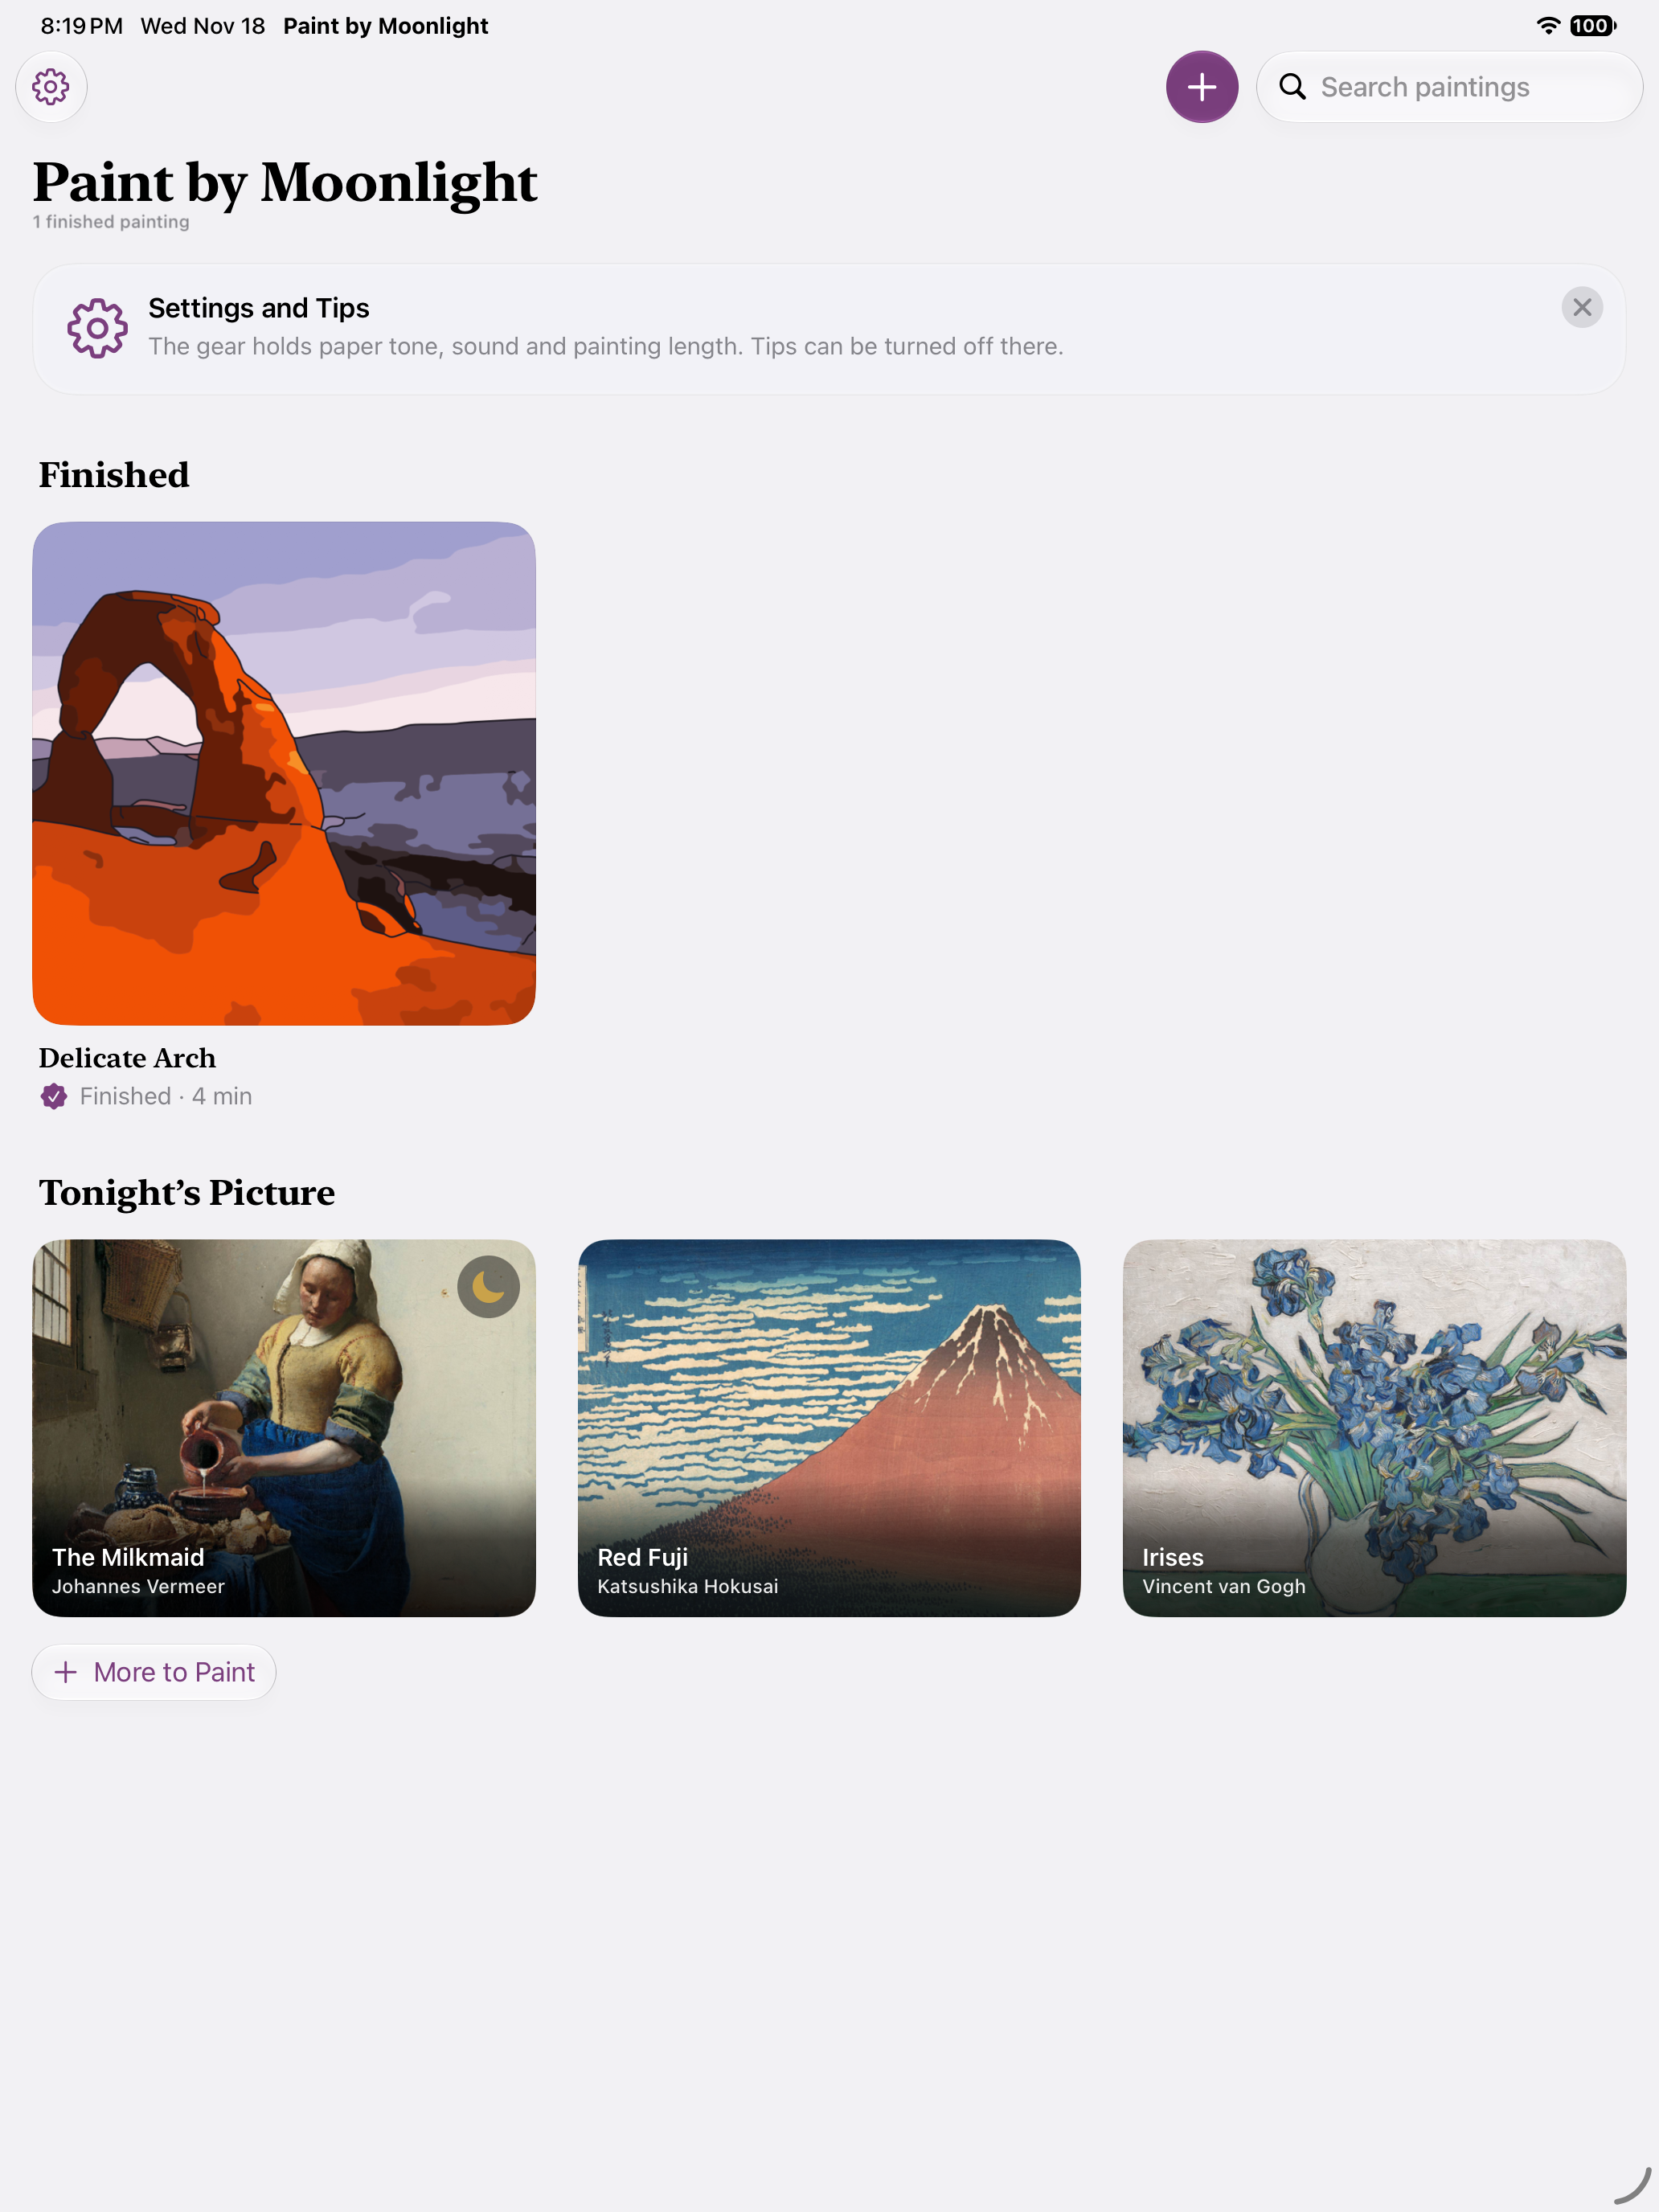 8:19 PM Wed Nov 18 Paint by Moonlight
100
Search paintings
Paint by Moonlight
1 finished painting
Settings and Tips
The gear holds paper tone, sound and painting length. Tips can be turned off there.
Finished
Delicate Arch
Finished · 4 min
Tonight’s Picture
The Milkmaid
Johannes Vermeer
Red Fuji
Katsushika Hokusai
Irises
Vincent van Gogh
More to Paint